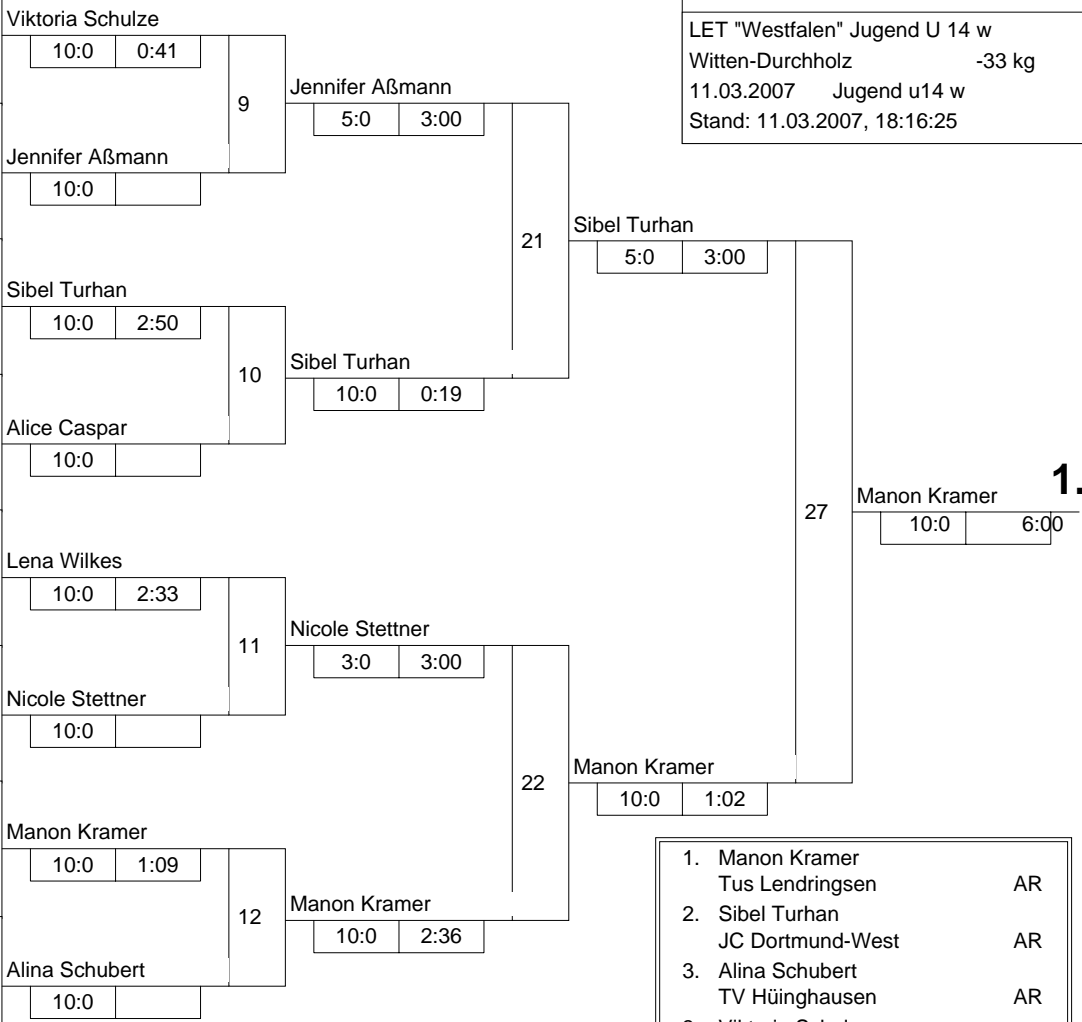 Viktoria Schulze
10:0 0:41
LET "Westfalen" Jugend U 14 w
Witten-Durchholz -33 kg
11.03.2007 Jugend u14 w
Stand: 11.03.2007, 18:16:25
9
Jennifer Aßmann
5:0 3:00
Jennifer Aßmann
10:0
21
Sibel Turhan
5:0 3:00
Sibel Turhan
10:0 2:50
10
Sibel Turhan
10:0 0:19
Alice Caspar
10:0
27
Manon Kramer 1.
10:0 6:00
Lena Wilkes
10:0 2:33
11
Nicole Stettner
3:0 3:00
Nicole Stettner
10:0
22
Manon Kramer
10:0 1:02
Manon Kramer
10:0 1:09
12
Manon Kramer
10:0 2:36
Alina Schubert
10:0
1. Manon Kramer
Tus Lendringsen AR
2. Sibel Turhan
JC Dortmund-West AR
3. Alina Schubert
TV Hüinghausen AR